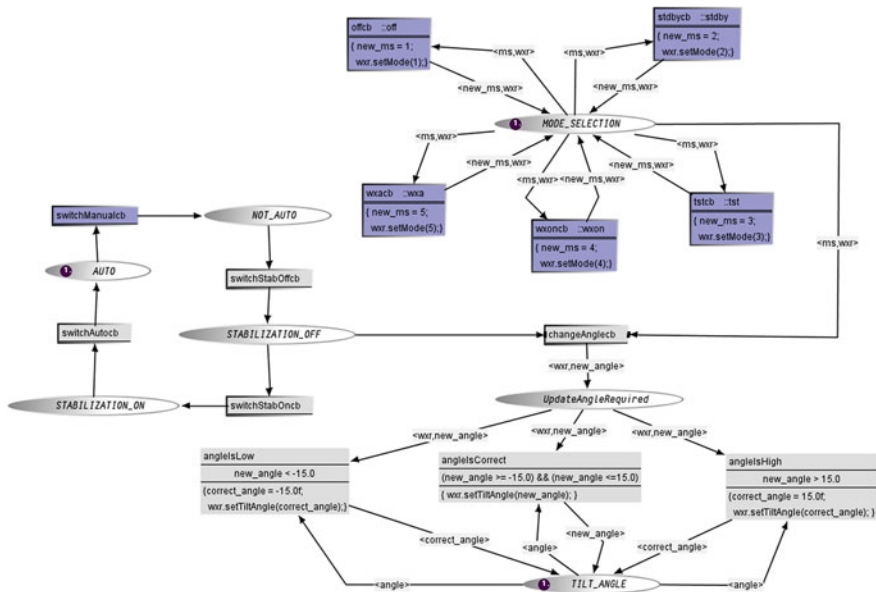 offcb ::off
{ new_ms = 1;
wxr.setMode(1);}
stdbycb ::stdby
{ new_ms = 2;
wxr.setMode(2);}
<ms,wxr>
<ms,wxr>
<new_ms,wxr>
<new_ms,wxr>
1
MODE_SELECTION
<ms,wxr>
<new_ms,wxr>
<ms,wxr>
<new_ms,wxr>
<new_ms,wxr>
<ms,wxr>
wxacb ::wxa
{ new_ms = 5;
wxr.setMode(5);}
wxoncb ::wxon
{ new_ms = 4;
wxr.setMode(4);}
tstcb ::tst
{ new_ms = 3;
wxr.setMode(3);}
<ms,wxr>
switchManualcb
NOT_AUTO
1
AUTO
switchStabOffcb
switchAutocb
STABILIZATION_OFF
changeAnglecb
<wxr,new_angle>
STABILIZATION_ON
switchStabOncb
UpdateAngleRequired
<wxr,new_angle>
<wxr,new_angle>
<wxr,new_angle>
angleIsLow
new_angle < -15.0
{correct_angle = -15.0f;
wxr.setTiltAngle(correct_angle);}
angleIsCorrect
(new_angle >= -15.0) && (new_angle <=15.0)
{ wxr.setTiltAngle(new_angle); }
angleIsHigh
new_angle > 15.0
{correct_angle = 15.0f;
wxr.setTiltAngle(correct_angle); }
<correct_angle>
<angle>
<new_angle>
<correct_angle>
<angle>
1
TILT_ANGLE
<angle>